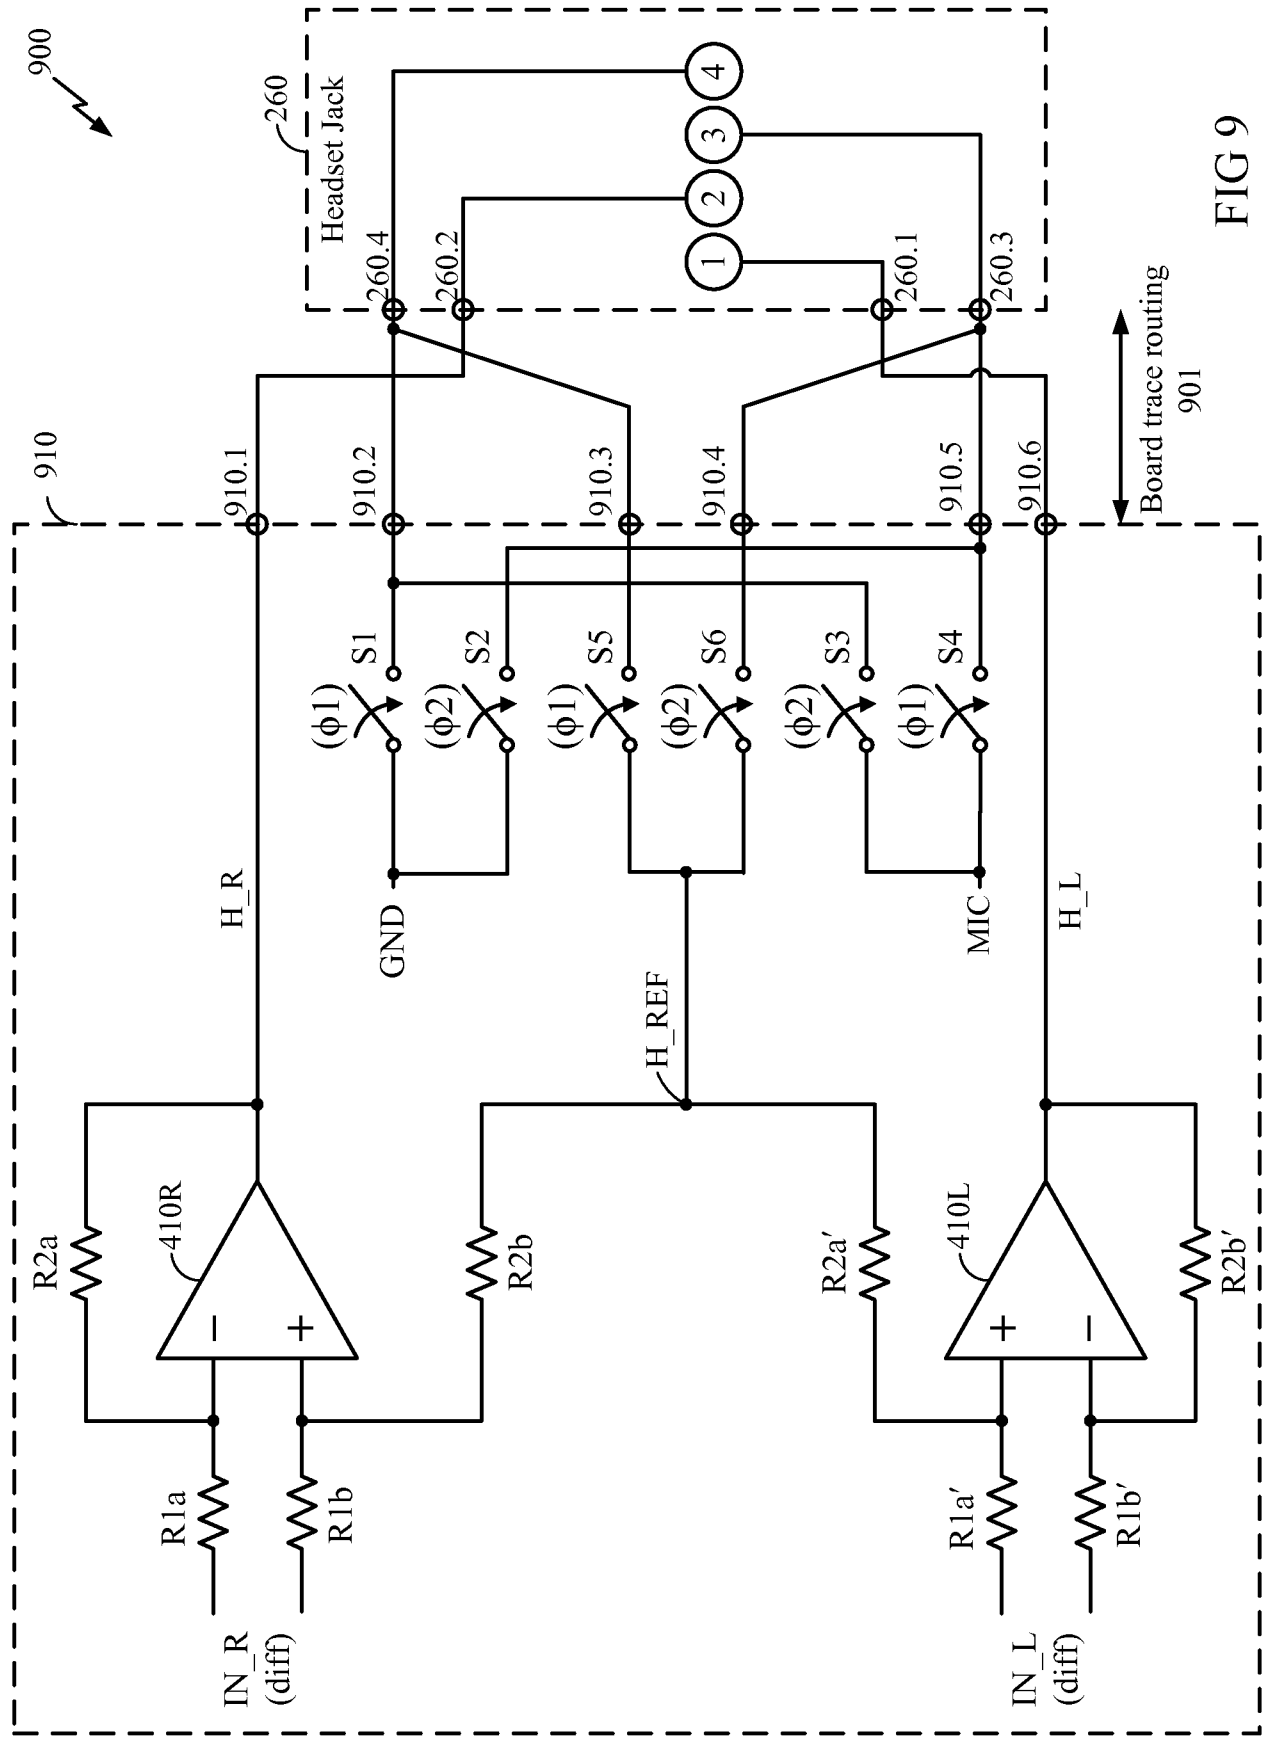 900
260
Headset Jack
4
3
2
1
260.4
260.2
260.1
260.3
FIG 9
Board trace routing
901
910
910.1
910.2
910.3
910.4
910.5
910.6
(ϕ1) S1
(ϕ2) S2
(ϕ1) S5
(ϕ2) S6
(ϕ2) S3
(ϕ1) S4
H_R
GND
H_REF
MIC
H_L
R2a
410R
−
+
R2b
R2a′
410L
+
−
R2b′
R1a
R1b
R1a′
R1b′
IN_R
(diff)
IN_L
(diff)